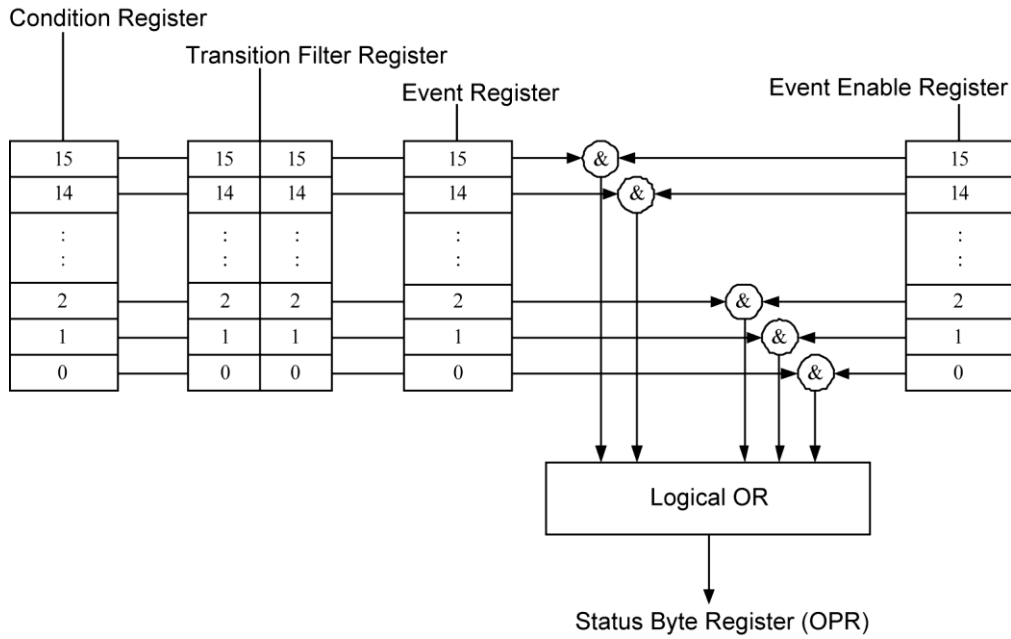 Condition Register
Transition Filter Register
Event Register
Event Enable Register
15 15 15 15 & 15
14 14 14 14 & 14
: : : : :
: : : : :
2 2 2 2 & 2
1 1 1 1 & 1
0 0 0 0 & 0
Logical OR
Status Byte Register (OPR)